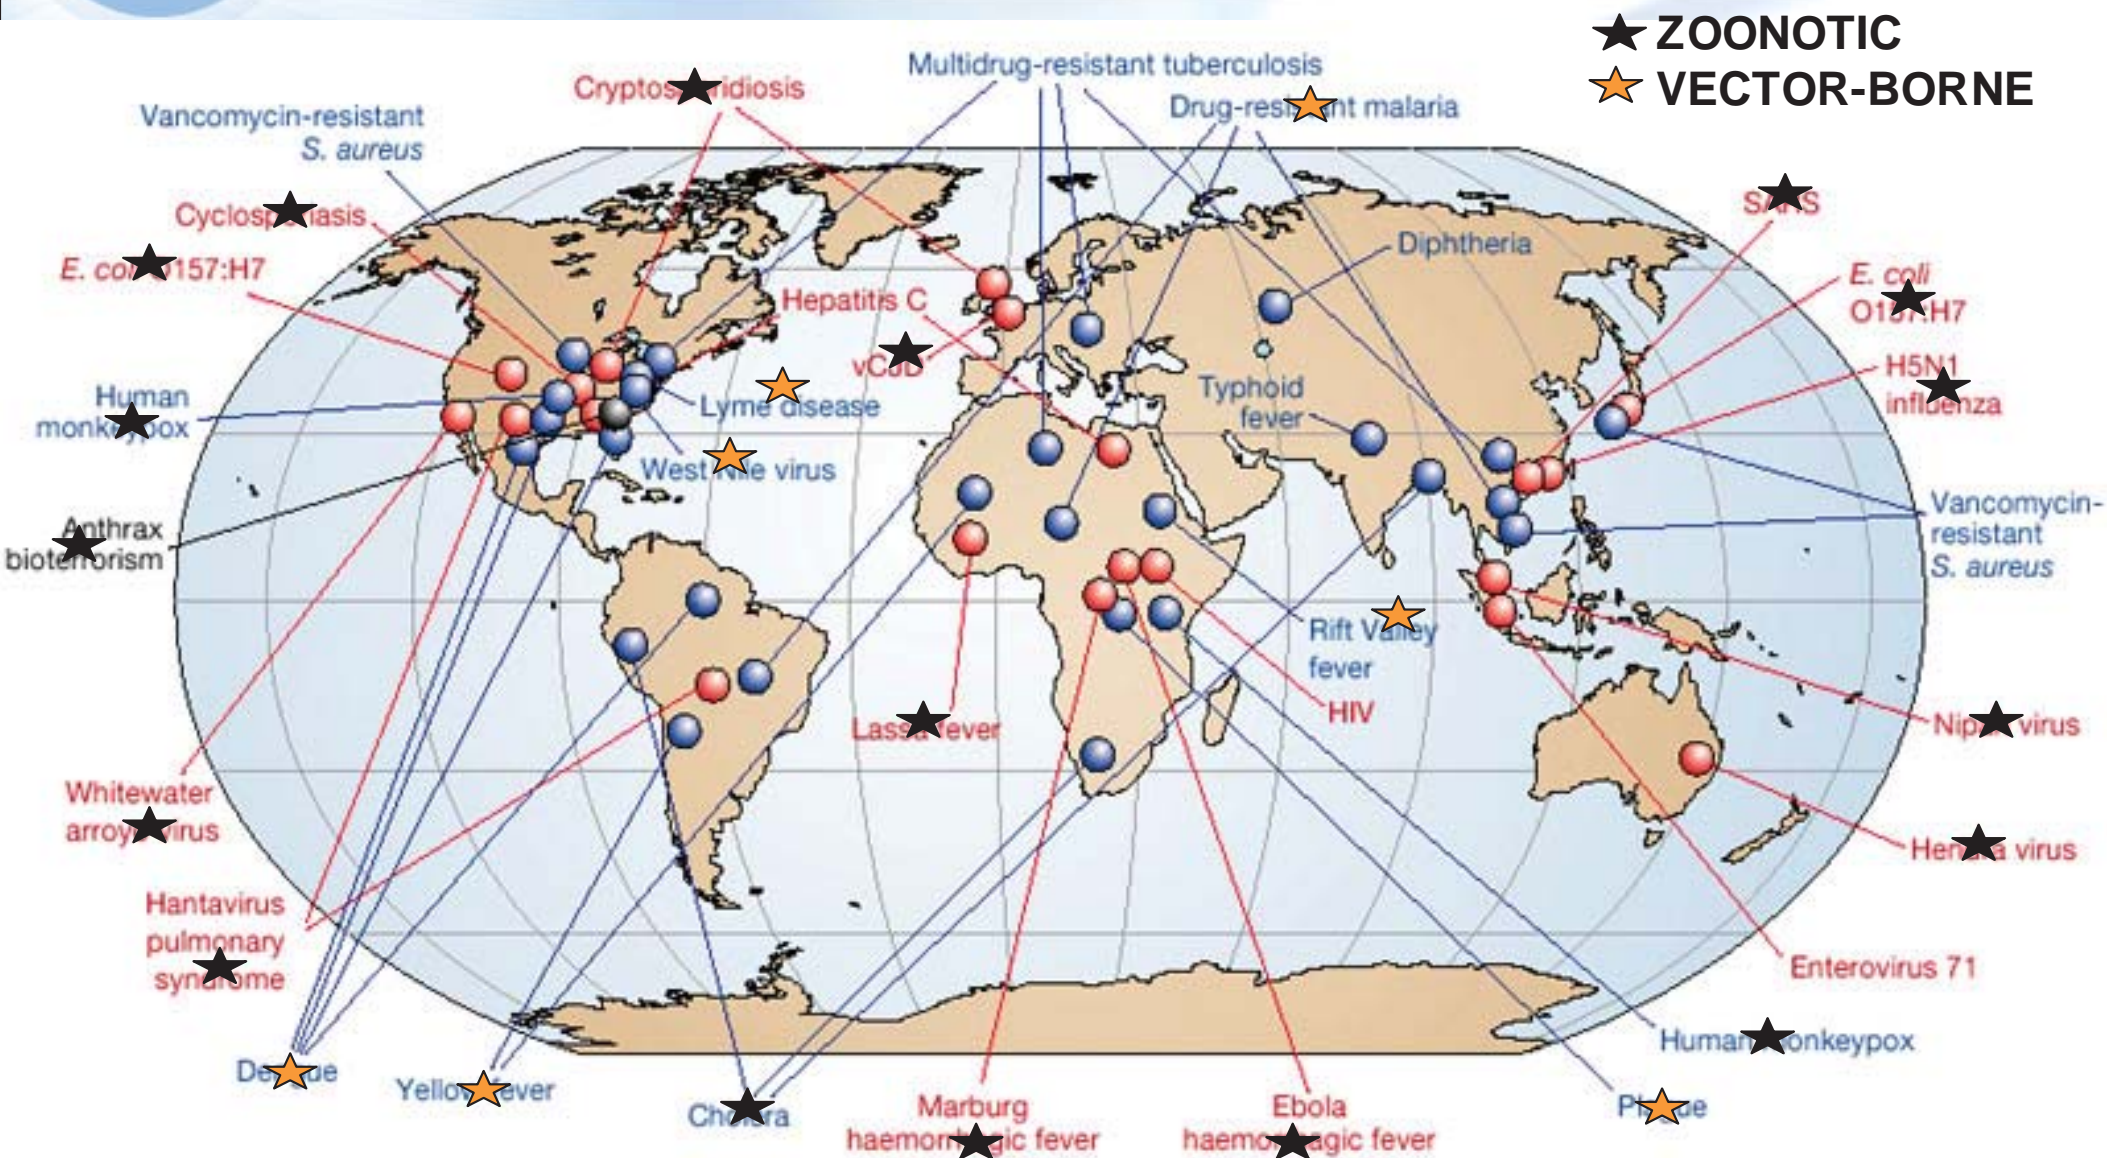 ZOONOTIC
VECTOR-BORNE
Multidrug-resistant tuberculosis
Cryptosporidiosis
Drug-resistant malaria
Vancomycin-resistant
S. aureus
SARS
Cyclosporiasis
Diphtheria
E. coli O157:H7
E. coli
O157:H7
Hepatitis C
vCJD
H5N1
influenza
Typhoid
fever
Human
monkeypox
Lyme disease
West Nile virus
Vancomycin-
resistant
S. aureus
Anthrax
bioterrorism
Rift Valley
fever
HIV
Lassa fever
Nipah virus
Whitewater
arroyo virus
Hendra virus
Hantavirus
pulmonary
syndrome
Enterovirus 71
Human monkeypox
Dengue
Yellow fever
Cholera
Marburg
haemorrhagic fever
Ebola
haemorrhagic fever
Plague